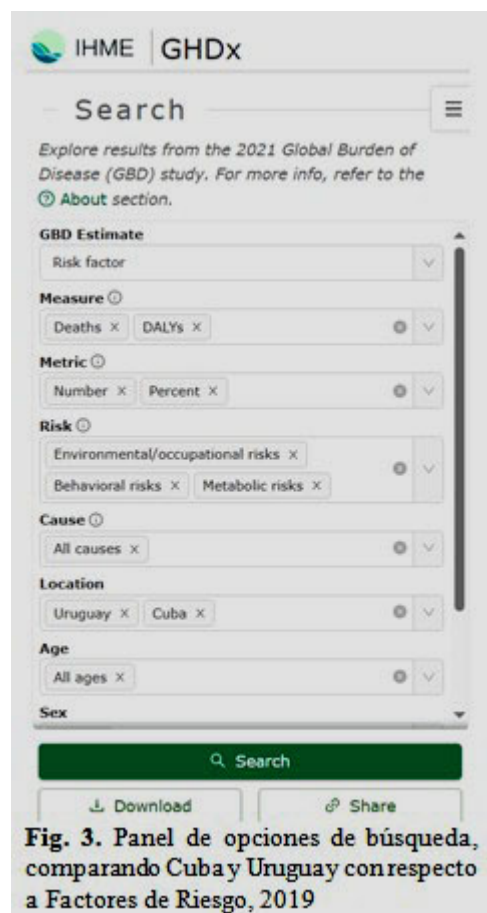 IHME GHDx
Search
Explore results from the 2021 Global Burden of
Disease (GBD) study. For more info, refer to the
About section.
GBD Estimate
Risk factor
Measure
Deaths × DALYs ×
Metric
Number × Percent ×
Risk
Environmental/occupational risks ×
Behavioral risks × Metabolic risks ×
Cause
All causes ×
Location
Uruguay × Cuba ×
Age
All ages ×
Sex
Search
Download Share
Fig. 3. Panel de opciones de búsqueda,
comparando Cuba y Uruguay con respecto
a Factores de Riesgo, 2019